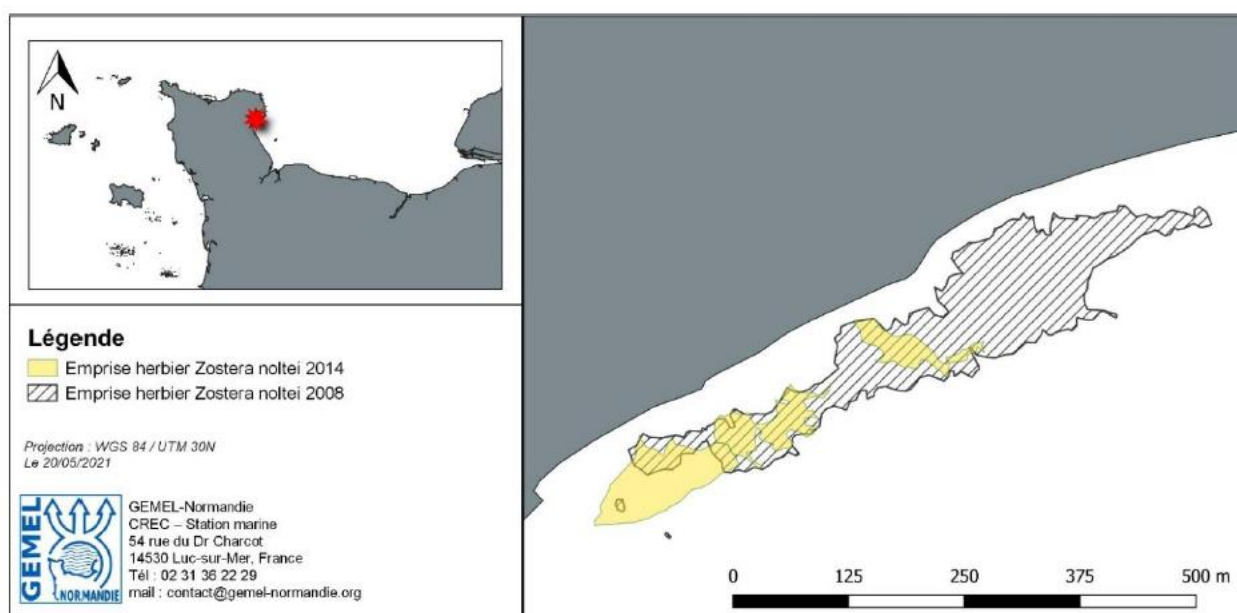 N
Légende
Emprise herbier Zostera noltei 2014
Emprise herbier Zostera noltei 2008
Projection : WGS 84 / UTM 30N
Le 20/05/2021
GEMEL
NORMANDIE
GEMEL-Normandie
CREC – Station marine
54 rue du Dr Charcot
14530 Luc-sur-Mer, France
Tél : 02 31 36 22 29
mail : contact@gemel-normandie.org
0 125 250 375 500 m